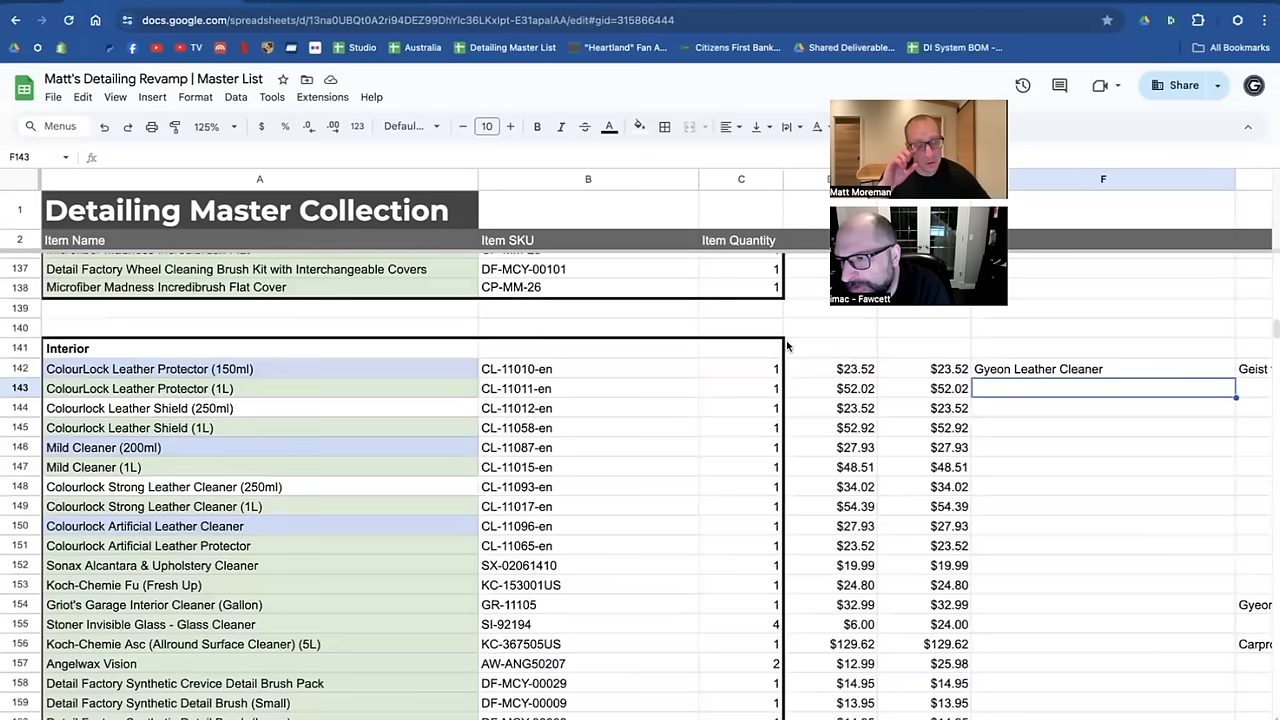 docs.google.com/spreadsheets/d/13na0UBQt0A2ri94DEZ99DhYlc36LKxIpt-E31apaIAA/edit#gid=315866444
TV
Studio
Australia
Detailing Master List
"Heartland" Fan A...
Citizens First Bank...
Shared Deliverable...
DI System BOM -...
All Bookmarks
Matt's Detailing Revamp | Master List
File Edit View Insert Format Data Tools Extensions Help
Share
Menus 125% $ % .0 .00 123 Defaul... 10 B I A
F143 fx
A B C F
1 Detailing Master Collection
2 Item Name Item SKU Item Quantity
137 Detail Factory Wheel Cleaning Brush Kit with Interchangeable Covers DF-MCY-00101 1
138 Microfiber Madness Incredibrush Flat Cover CP-MM-26 1
139
140
141 Interior
142 ColourLock Leather Protector (150ml) CL-11010-en 1 $23.52 $23.52 Gyeon Leather Cleaner Geist
143 ColourLock Leather Protector (1L) CL-11011-en 1 $52.02 $52.02
144 Colourlock Leather Shield (250ml) CL-11012-en 1 $23.52 $23.52
145 Colourlock Leather Shield (1L) CL-11058-en 1 $52.92 $52.92
146 Mild Cleaner (200ml) CL-11087-en 1 $27.93 $27.93
147 Mild Cleaner (1L) CL-11015-en 1 $48.51 $48.51
148 Colourlock Strong Leather Cleaner (250ml) CL-11093-en 1 $34.02 $34.02
149 Colourlock Strong Leather Cleaner (1L) CL-11017-en 1 $54.39 $54.39
150 Colourlock Artificial Leather Cleaner CL-11096-en 1 $27.93 $27.93
151 Colourlock Artificial Leather Protector CL-11065-en 1 $23.52 $23.52
152 Sonax Alcantara & Upholstery Cleaner SX-02061410 1 $19.99 $19.99
153 Koch-Chemie Fu (Fresh Up) KC-153001US 1 $24.80 $24.80
154 Griot's Garage Interior Cleaner (Gallon) GR-11105 1 $32.99 $32.99 Gyeo
155 Stoner Invisible Glass - Glass Cleaner SI-92194 4 $6.00 $24.00
156 Koch-Chemie Asc (Allround Surface Cleaner) (5L) KC-367505US 1 $129.62 $129.62 Carpro
157 Angelwax Vision AW-ANG50207 2 $12.99 $25.98
158 Detail Factory Synthetic Crevice Detail Brush Pack DF-MCY-00029 1 $14.95 $14.95
159 Detail Factory Synthetic Detail Brush (Small) DF-MCY-00009 1 $13.95 $13.95
Matt Moreman
imac - Fawcett